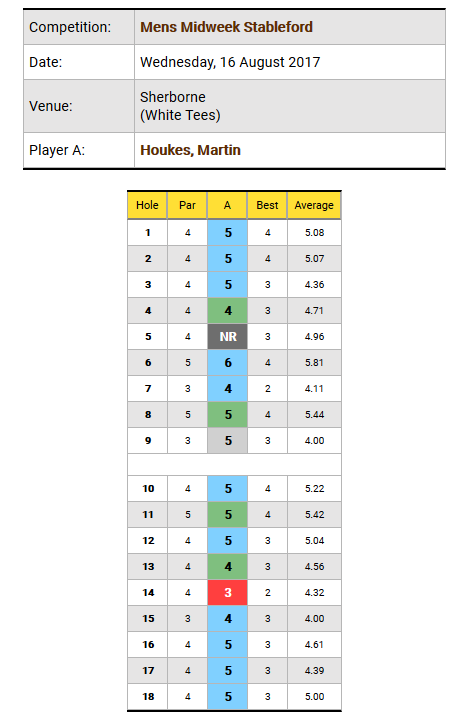 Competition: Mens Midweek Stableford
Date: Wednesday, 16 August 2017
Venue: Sherborne
(White Tees)
Player A: Houkes, Martin
Hole Par A Best Average
1 4 5 4 5.08
2 4 5 4 5.07
3 4 5 3 4.36
4 4 4 3 4.71
5 4 NR 3 4.96
6 5 6 4 5.81
7 3 4 2 4.11
8 5 5 4 5.44
9 3 5 3 4.00
10 4 5 4 5.22
11 5 5 4 5.42
12 4 5 3 5.04
13 4 4 3 4.56
14 4 3 2 4.32
15 3 4 3 4.00
16 4 5 3 4.61
17 4 5 3 4.39
18 4 5 3 5.00